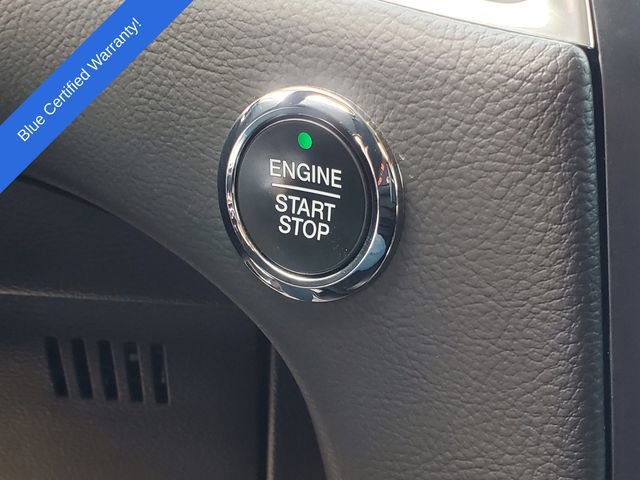 Blue Certified Warranty!
ENGINE
START
STOP